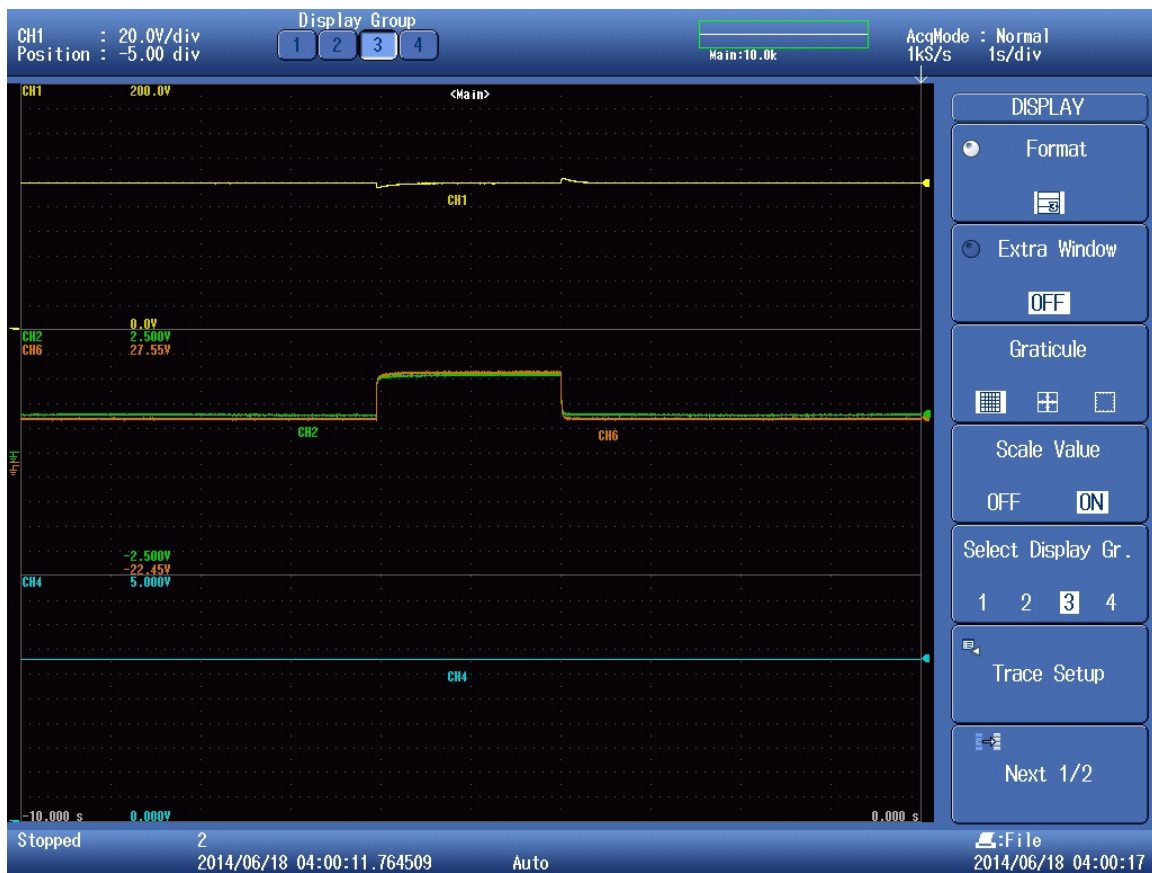 CH1 : 20.0V/div
Position : -5.00 div
Display Group
1 2 3 4
Main:10.0k
AcqMode : Normal
1kS/s 1s/div
CH1 200.0V <Main>
CH1
0.0V
CH2 2.500V
CH6 27.55V
CH2 CH6
-2.500V
-22.45V
CH4 5.000V
CH4
-10.000 s 0.000V 0.000 s
DISPLAY
Format
3
Extra Window
OFF
Graticule
Scale Value
OFF ON
Select Display Gr.
1 2 3 4
Trace Setup
Next 1/2
Stopped 2
2014/06/18 04:00:11.764509 Auto
:File
2014/06/18 04:00:17